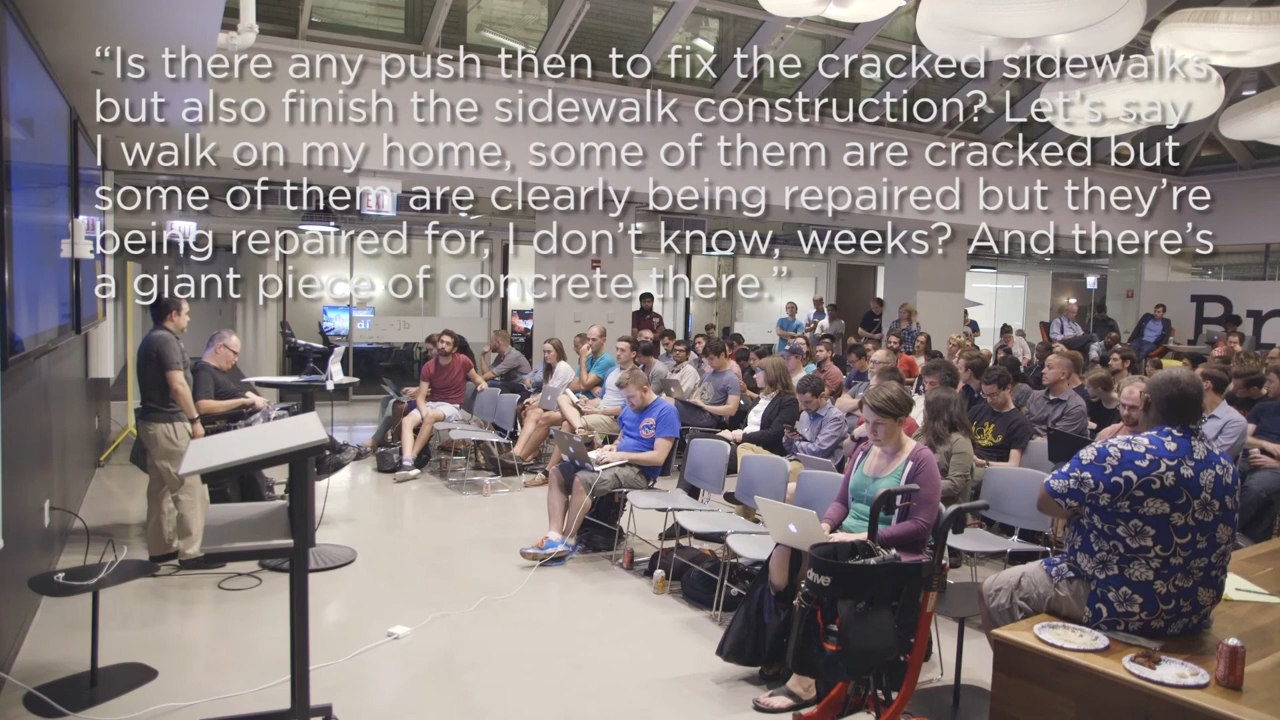 “Is there any push then to fix the cracked sidewalks,
but also finish the sidewalk construction? Let’s say
I walk on my home, some of them are cracked but
some of them are clearly being repaired but they’re
being repaired for, I don’t know, weeks? And there’s
a giant piece of concrete there.”
EXIT
drive